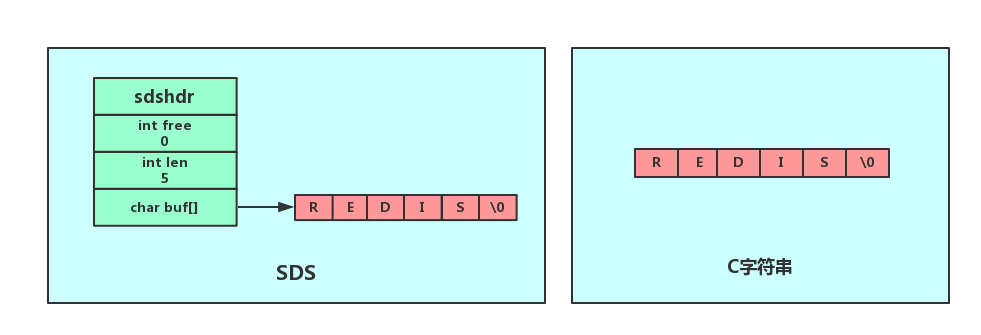 sdshdr
int free
0
int len
5
char buf[]
R E D I S \0
SDS
R E D I S \0
C字符串